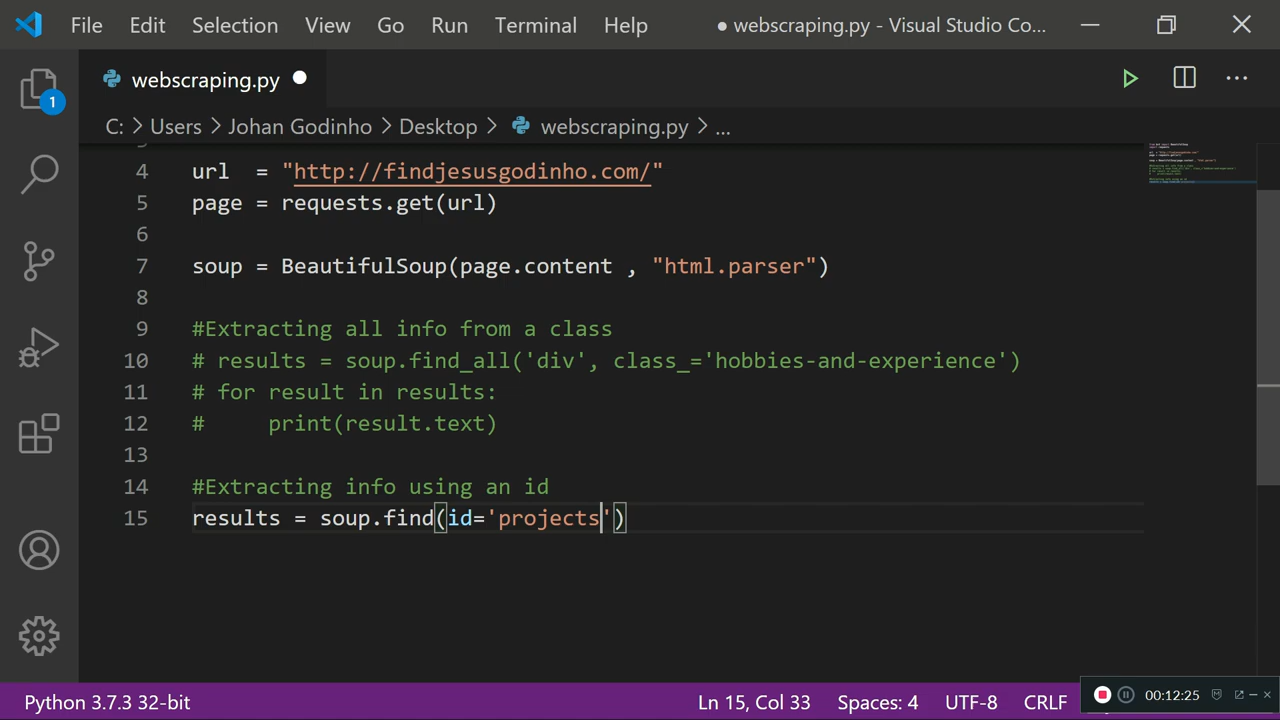 File Edit Selection View Go Run Terminal Help ● webscraping.py - Visual Studio Co...
webscraping.py
1
C: > Users > Johan Godinho > Desktop > webscraping.py > ...
4 url = "http://findjesusgodinho.com/"
5 page = requests.get(url)
6
7 soup = BeautifulSoup(page.content , "html.parser")
8
9 #Extracting all info from a class
10 # results = soup.find_all('div', class_='hobbies-and-experience')
11 # for result in results:
12 #     print(result.text)
13
14 #Extracting info using an id
15 results = soup.find(id='projects')
Python 3.7.3 32-bit Ln 15, Col 33 Spaces: 4 UTF-8 CRLF 00:12:25